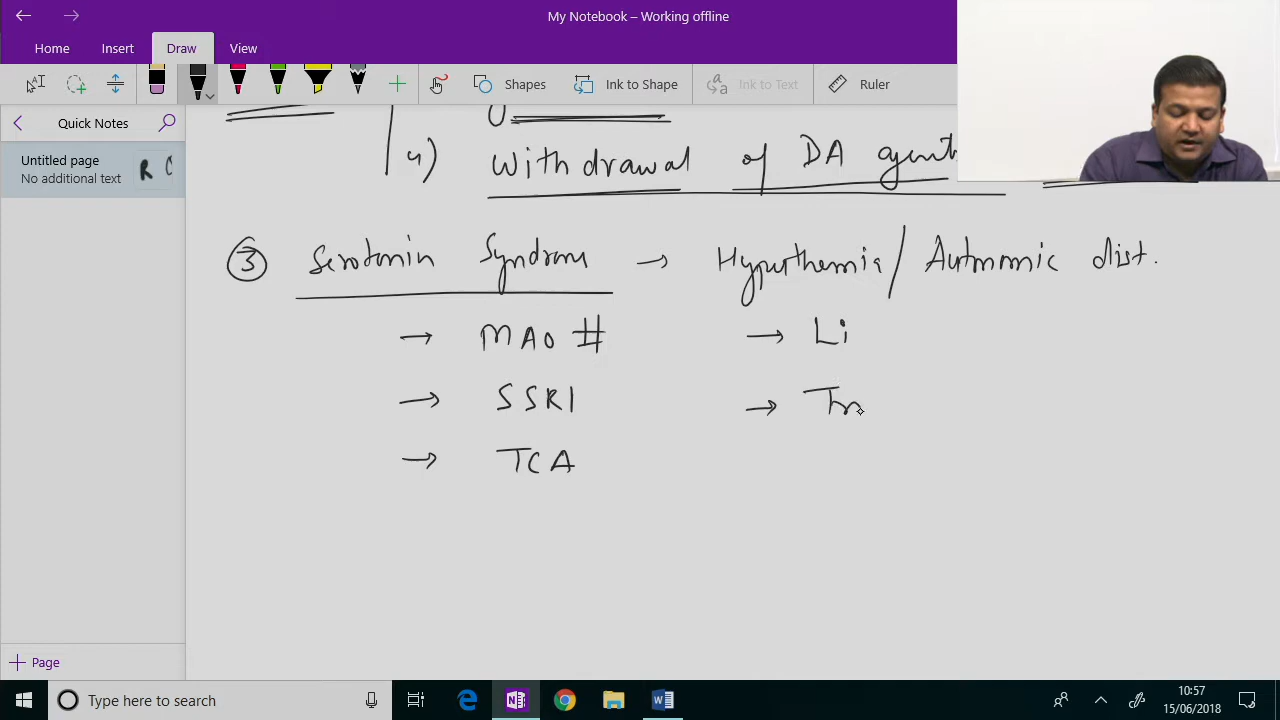 My Notebook – Working offline
Home Insert Draw View
Shapes Ink to Shape Ink to Text Ruler
Quick Notes
Untitled page
No additional text
R C
4) Withdrawal of DA agent
③ Serotonin Syndrome → Hyperthermia / Autonomic dist.
→ MAO # → Li
→ SSRI → Tr
→ TCA
Page
Type here to search
10:57
15/06/2018